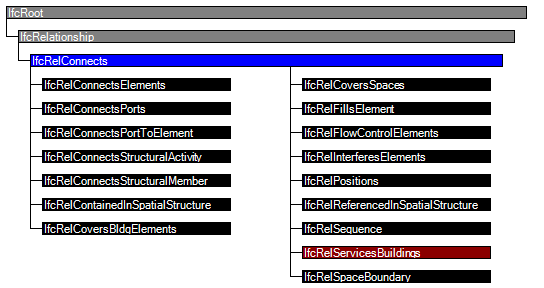 IfcRoot
IfcRelationship
IfcRelConnects
IfcRelConnectsElements
IfcRelConnectsPorts
IfcRelConnectsPortToElement
IfcRelConnectsStructuralActivity
IfcRelConnectsStructuralMember
IfcRelContainedInSpatialStructure
IfcRelCoversBldgElements
IfcRelCoversSpaces
IfcRelFillsElement
IfcRelFlowControlElements
IfcRelInterferesElements
IfcRelPositions
IfcRelReferencedInSpatialStructure
IfcRelSequence
IfcRelServicesBuildings
IfcRelSpaceBoundary